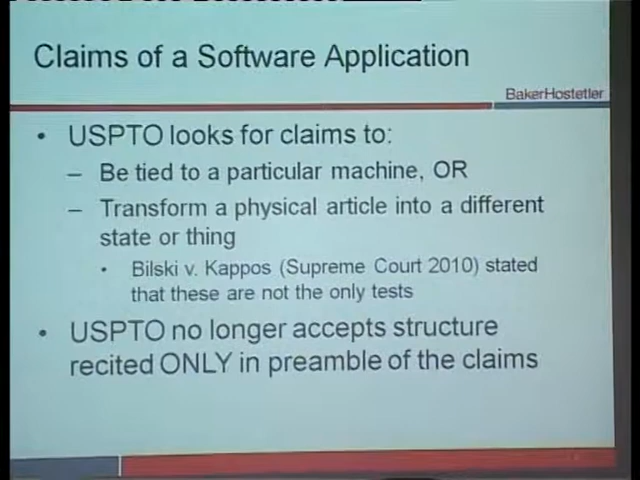 Claims of a Software Application
BakerHostetler
• USPTO looks for claims to:
– Be tied to a particular machine, OR
– Transform a physical article into a different
state or thing
• Bilski v. Kappos (Supreme Court 2010) stated
that these are not the only tests
• USPTO no longer accepts structure
recited ONLY in preamble of the claims